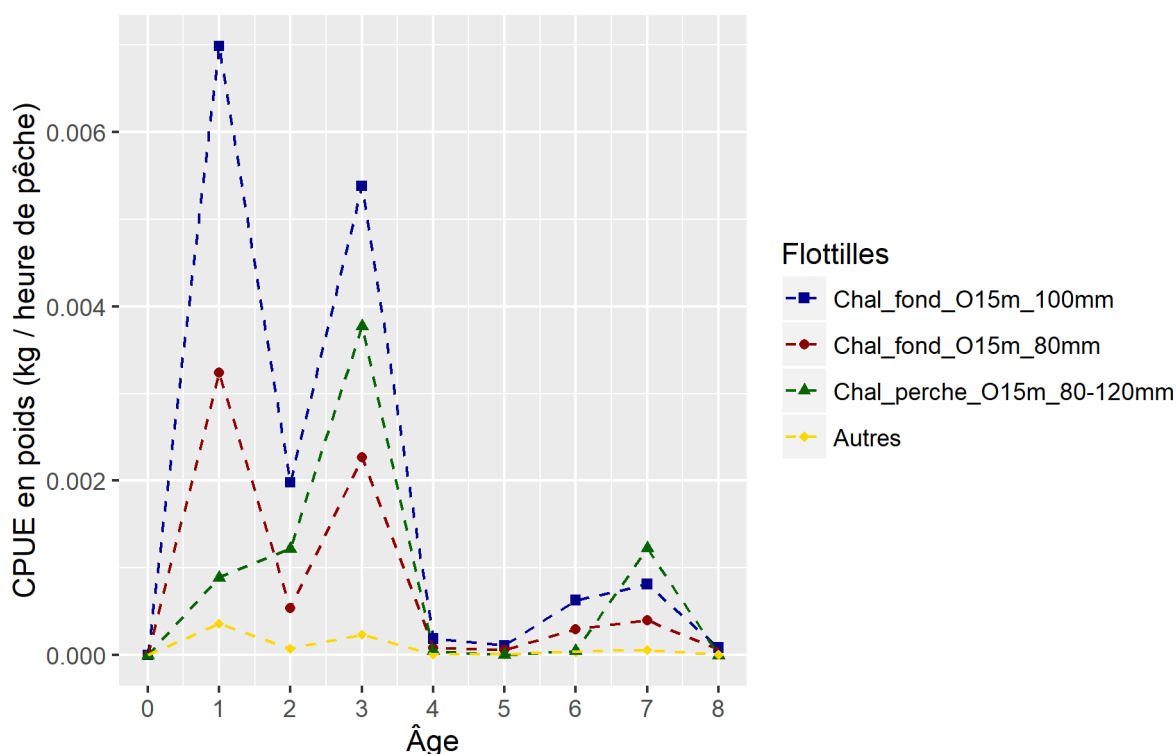 CPUE en poids (kg / heure de pêche)
0.006
0.004
0.002
0.000
0 1 2 3 4 5 6 7 8
Âge
Flottilles
Chal_fond_O15m_100mm
Chal_fond_O15m_80mm
Chal_perche_O15m_80-120mm
Autres